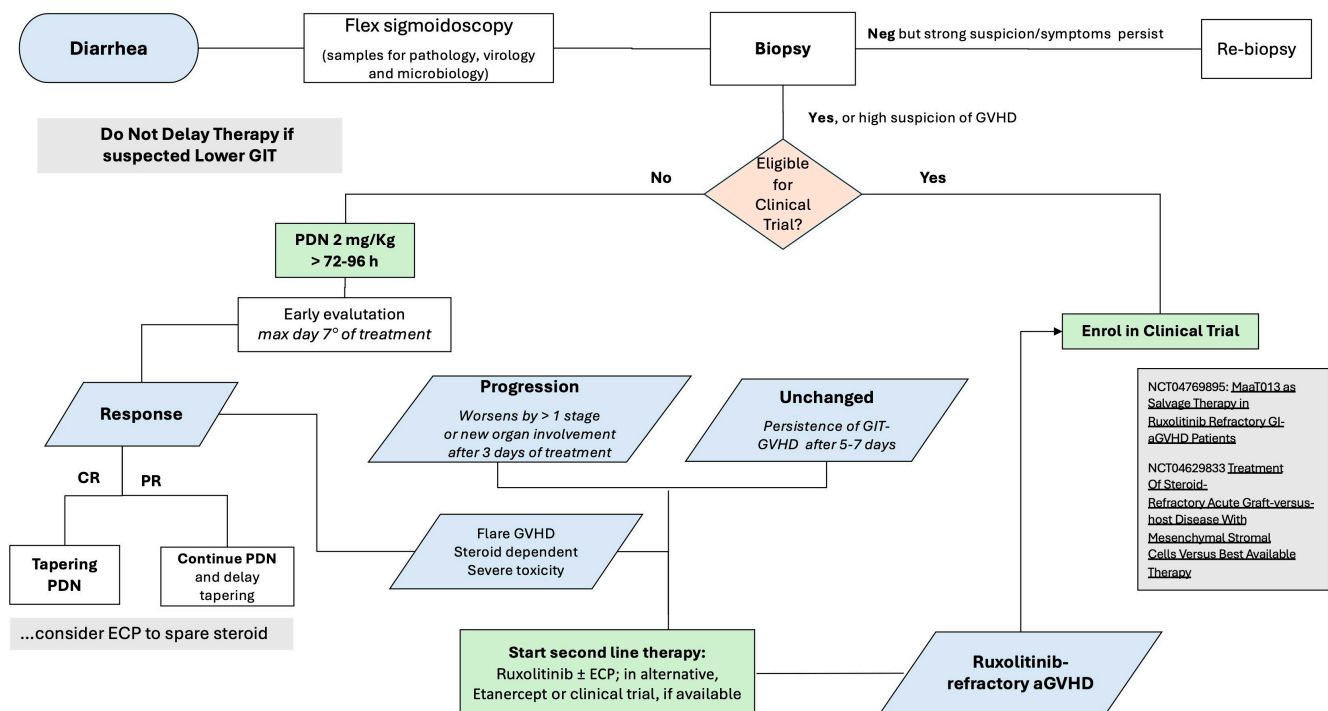 Diarrhea
Flex sigmoidoscopy
(samples for pathology, virology
and microbiology)
Biopsy
Neg but strong suspicion/symptoms persist
Re-biopsy
Yes, or high suspicion of GVHD
Do Not Delay Therapy if
suspected Lower GIT
Eligible
for
Clinical
Trial?
No
Yes
PDN 2 mg/Kg
> 72-96 h
Early evalutation
max day 7° of treatment
Enrol in Clinical Trial
Response
Progression
Worsens by > 1 stage
or new organ involvement
after 3 days of treatment
Unchanged
Persistence of GIT-
GVHD after 5-7 days
NCT04769895: MaaT013 as
Salvage Therapy in
Ruxolitinib Refractory GI-
aGVHD Patients
NCT04629833 Treatment
Of Steroid-
Refractory Acute Graft-versus-
host Disease With
Mesenchymal Stromal
Cells Versus Best Available
Therapy
CR
PR
Flare GVHD
Steroid dependent
Severe toxicity
Tapering
PDN
Continue PDN
and delay
tapering
...consider ECP to spare steroid
Start second line therapy:
Ruxolitinib ± ECP; in alternative,
Etanercept or clinical trial, if available
Ruxolitinib-
refractory aGVHD